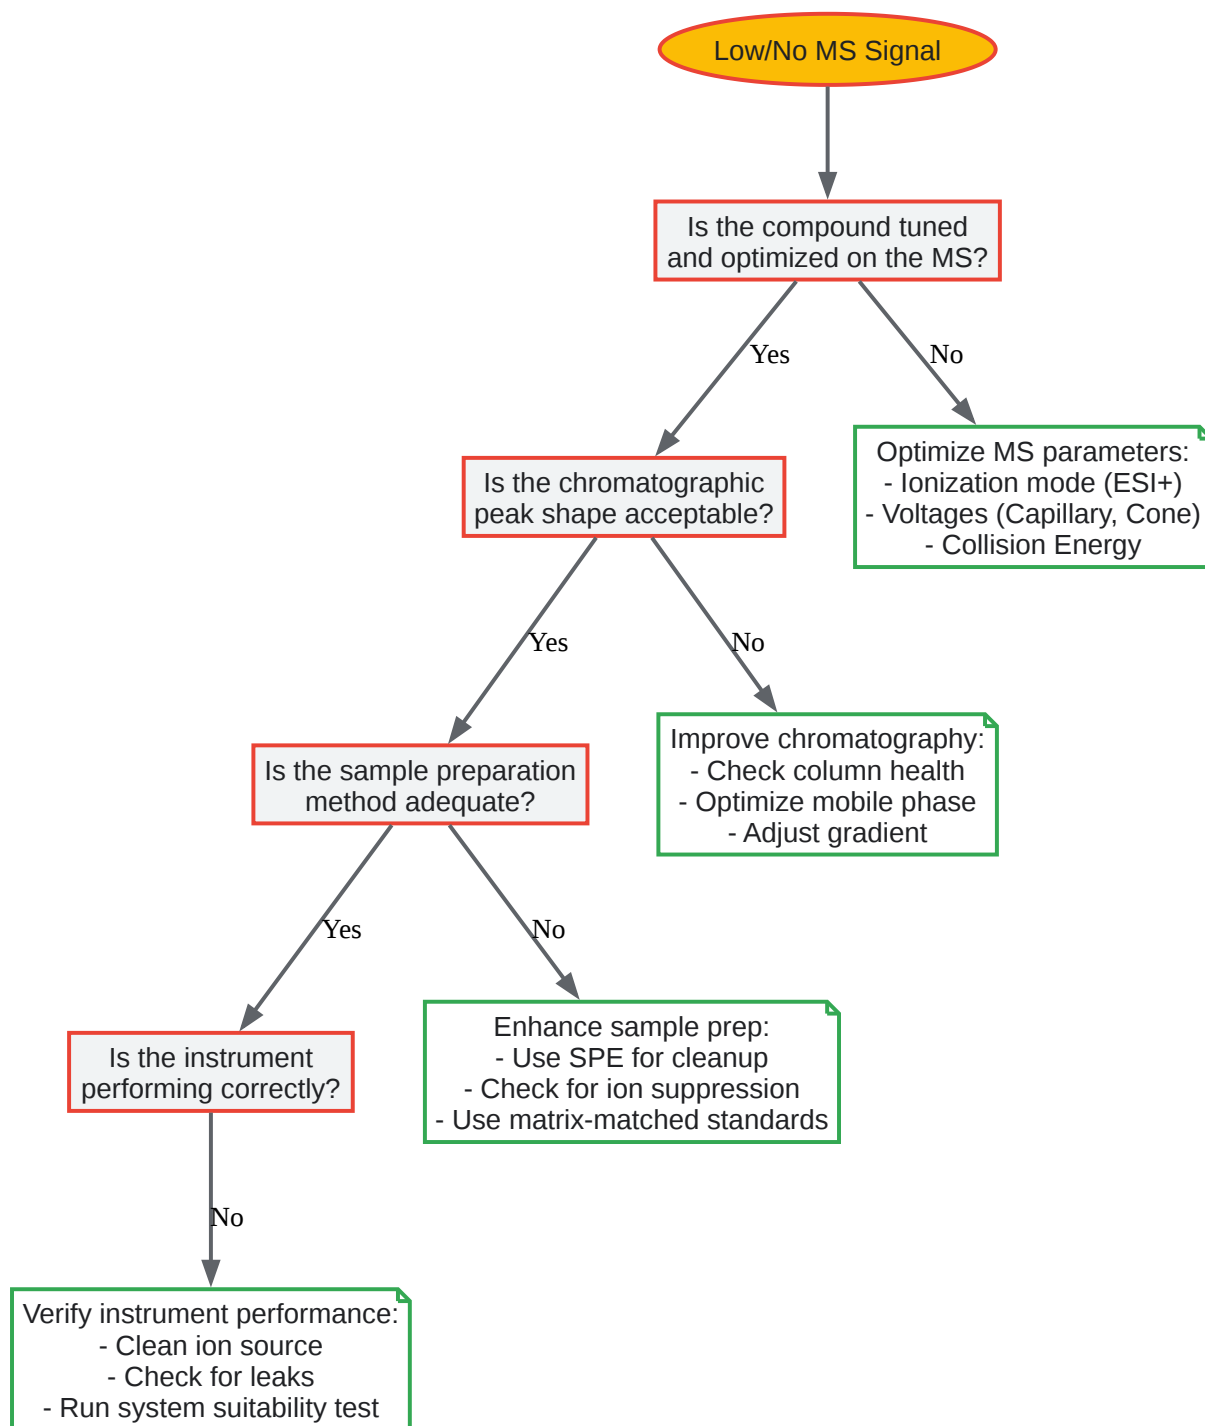 Low/No MS Signal
Is the compound tuned
and optimized on the MS?
Yes
No
Optimize MS parameters:
- Ionization mode (ESI+)
- Voltages (Capillary, Cone)
- Collision Energy
Is the chromatographic
peak shape acceptable?
Yes
No
Improve chromatography:
- Check column health
- Optimize mobile phase
- Adjust gradient
Is the sample preparation
method adequate?
Yes
No
Enhance sample prep:
- Use SPE for cleanup
- Check for ion suppression
- Use matrix-matched standards
Is the instrument
performing correctly?
No
Verify instrument performance:
- Clean ion source
- Check for leaks
- Run system suitability test